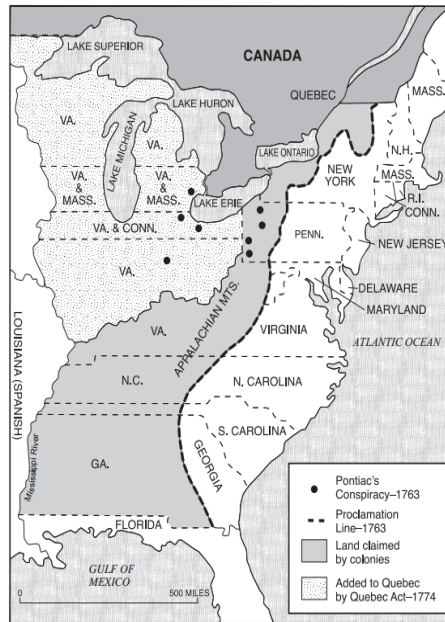 LAKE SUPERIOR
CANADA
QUEBEC
MASS.
LAKE HURON
VA.
LAKE MICHIGAN
VA.
LAKE ONTARIO
N.H.
NEW
YORK
MASS.
VA.
& MASS.
VA.
& MASS.
LAKE ERIE
R.I.
CONN.
VA. & CONN.
PENN.
NEW JERSEY
VA.
DELAWARE
MARYLAND
APPALACHIAN MTS.
VA.
VIRGINIA
ATLANTIC OCEAN
LOUISIANA (SPANISH)
N.C.
N. CAROLINA
S. CAROLINA
GEORGIA
Mississippi River
GA.
FLORIDA
GULF OF
MEXICO
0 500 MILES
Pontiac's
Conspiracy–1763
Proclamation
Line–1763
Land claimed
by colonies
Added to Quebec
by Quebec Act–1774